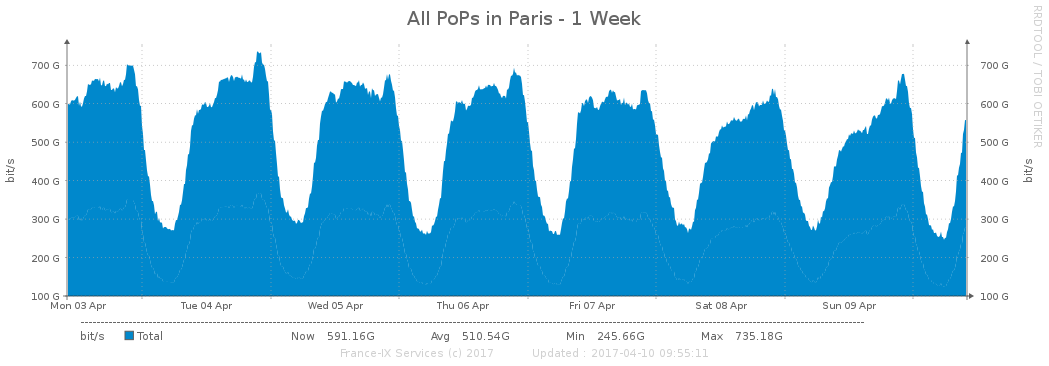 All PoPs in Paris - 1 Week
RRDTOOL / TOBI OETIKER
bit/s
700 G
600 G
500 G
400 G
300 G
200 G
100 G
700 G
600 G
500 G
400 G
300 G
200 G
100 G
bit/s
Mon 03 Apr Tue 04 Apr Wed 05 Apr Thu 06 Apr Fri 07 Apr Sat 08 Apr Sun 09 Apr
bit/s Total Now 591.16G Avg 510.54G Min 245.66G Max 735.18G
France-IX Services (c) 2017 Updated : 2017-04-10 09:55:11